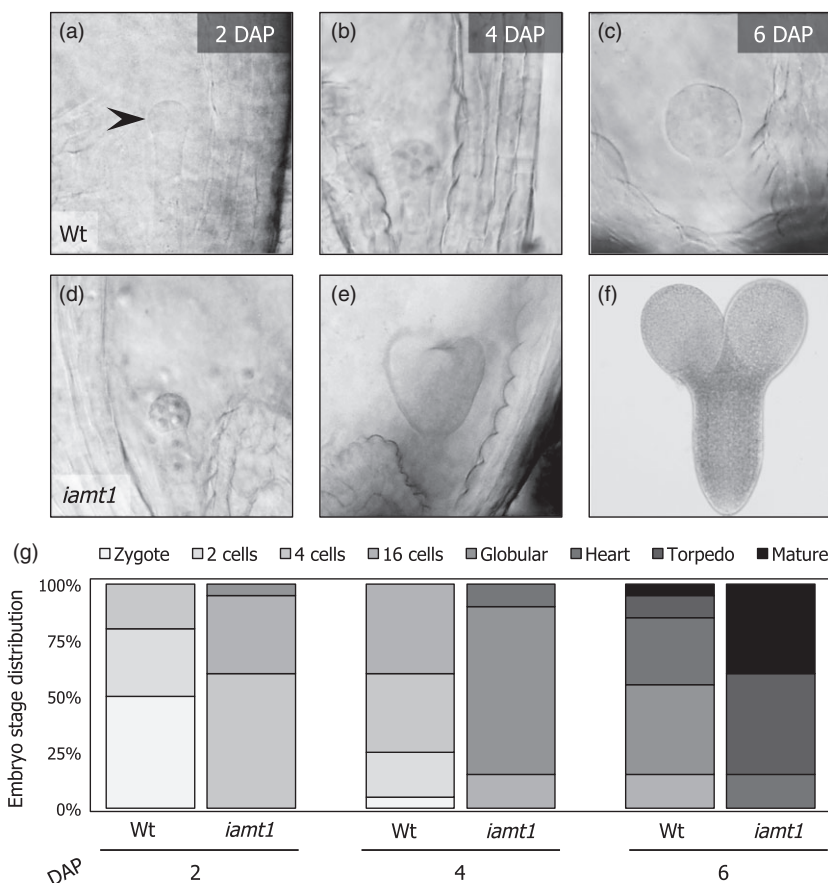 (a) 2 DAP
(b) 4 DAP
(c) 6 DAP
Wt
(d)
(e)
(f)
iamt1
(g)
Zygote 2 cells 4 cells 16 cells Globular Heart Torpedo Mature
Embryo stage distribution
100%
75%
50%
25%
0%
Wt iamt1 Wt iamt1 Wt iamt1
DAP 2 4 6